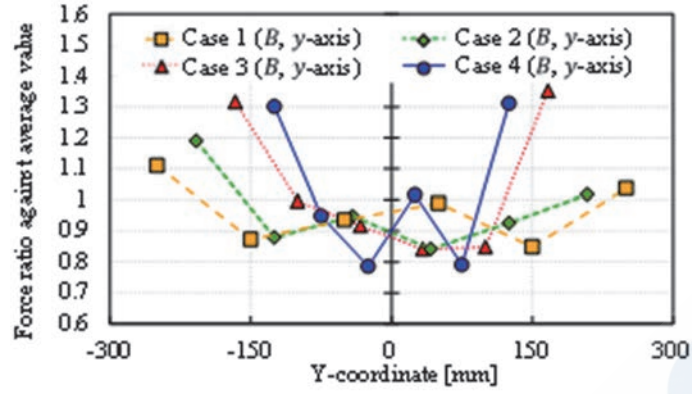 1.6
1.5
1.4
1.3
1.2
1.1
1
0.9
0.8
0.7
0.6
Force ratio against average value
Case 1 (B, y-axis)
Case 2 (B, y-axis)
Case 3 (B, y-axis)
Case 4 (B, y-axis)
-300
-150
0
150
300
Y-coordinate [mm]